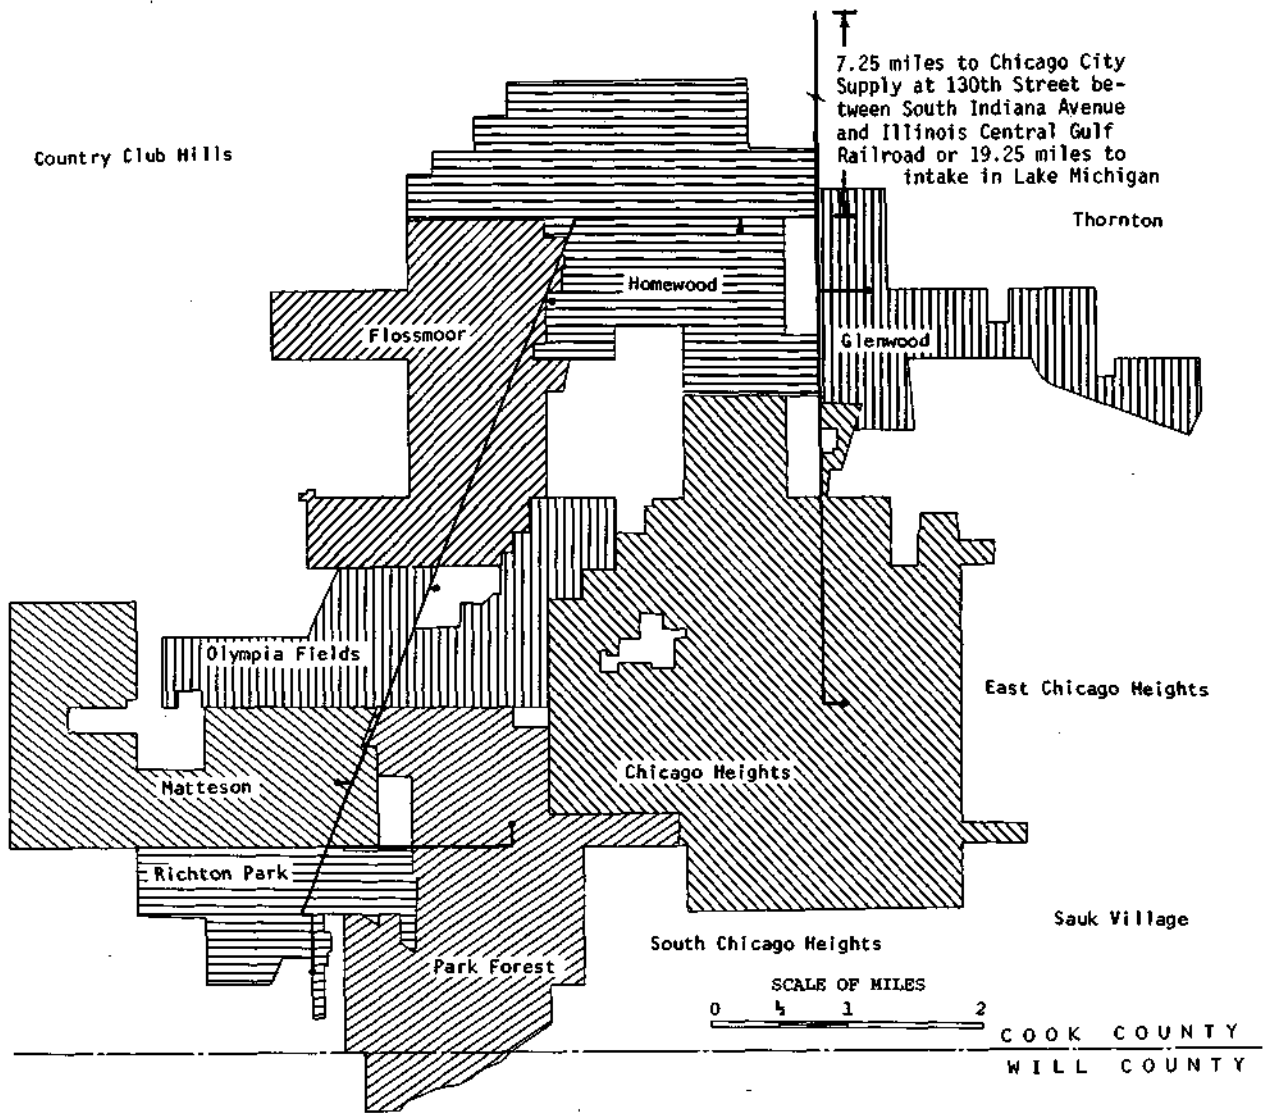 7.25 miles to Chicago City
Supply at 130th Street be-
tween South Indiana Avenue
and Illinois Central Gulf
Railroad or 19.25 miles to
intake in Lake Michigan
Country Club Hills
Thornton
Homewood
Flossmoor
Glenwood
Olympia Fields
East Chicago Heights
Chicago Heights
Matteson
Richton Park
Sauk Village
South Chicago Heights
Park Forest
SCALE OF MILES
0 ½ 1 2
COOK COUNTY
WILL COUNTY